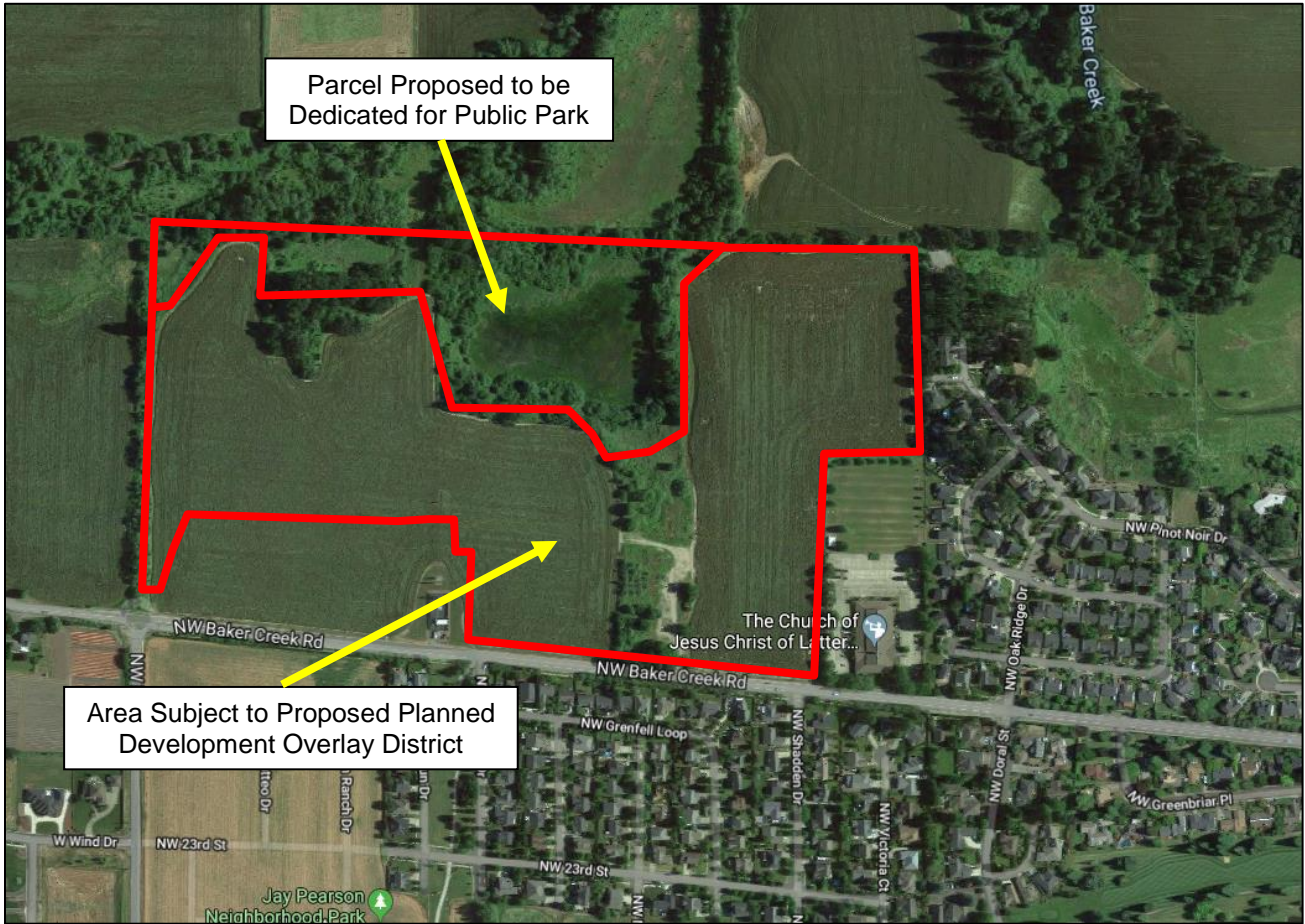 Baker Creek
Parcel Proposed to be
Dedicated for Public Park
NW Pinot Noir Dr
NW Oak Ridge Dr
The Church of
Jesus Christ of Latter...
NW Baker Creek Rd
NW Baker Creek Rd
Area Subject to Proposed Planned
Development Overlay District
NW Grenfell Loop
NW Shadden Dr
NW Doral St
NW Victoria Ct
NW Greenbriar Pl
Ranch Dr
W Wind Dr
NW 23rd St
NW 23rd St
Jay Pearson
Neighborhood Park